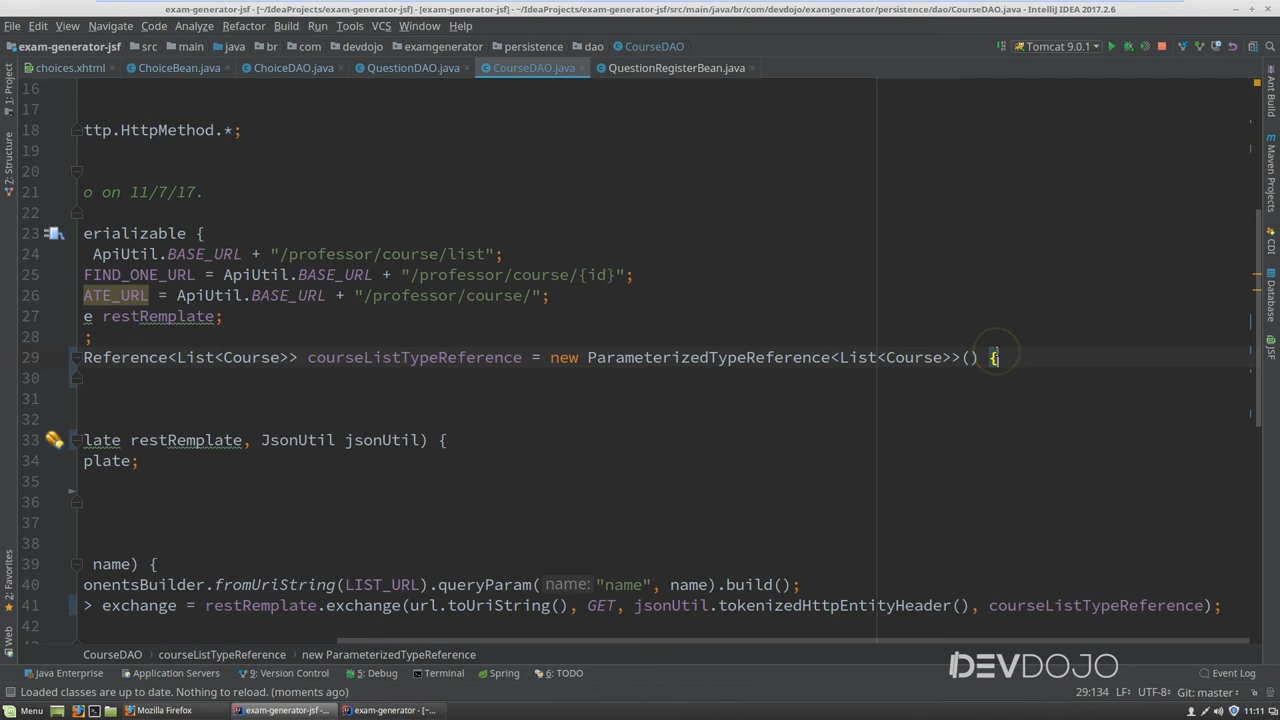 exam-generator-jsf - [~/IdeaProjects/exam-generator-jsf] - [exam-generator-jsf] - ~/IdeaProjects/exam-generator-jsf/src/main/java/br/com/devdojo/examgenerator/persistence/dao/CourseDAO.java - IntelliJ IDEA 2017.2.6
File Edit View Navigate Code Analyze Refactor Build Run Tools VCS Window Help
exam-generator-jsf src main java br com devdojo examgenerator persistence dao CourseDAO Tomcat 9.0.1
choices.xhtml ChoiceBean.java ChoiceDAO.java QuestionDAO.java CourseDAO.java QuestionRegisterBean.java
1: Project
7: Structure
2: Favorites
Web
Ant Build
Maven Projects
CDI
Database
JSF
16
17
18 ttp.HttpMethod.*;
19
20
21 o on 11/7/17.
22
23 erializable {
24 ApiUtil.BASE_URL + "/professor/course/list";
25 FIND_ONE_URL = ApiUtil.BASE_URL + "/professor/course/{id}";
26 ATE_URL = ApiUtil.BASE_URL + "/professor/course/";
27 e restRemplate;
28 ;
29 Reference<List<Course>> courseListTypeReference = new ParameterizedTypeReference<List<Course>>() {
30
31
32
33 late restRemplate, JsonUtil jsonUtil) {
34 plate;
35
36
37
38
39 name) {
40 onentsBuilder.fromUriString(LIST_URL).queryParam( name: "name", name).build();
41 > exchange = restRemplate.exchange(url.toUriString(), GET, jsonUtil.tokenizedHttpEntityHeader(), courseListTypeReference);
42
CourseDAO courseListTypeReference new ParameterizedTypeReference
DEVDOJO
Java Enterprise Application Servers 9: Version Control 5: Debug Terminal Spring 6: TODO Event Log
Loaded classes are up to date. Nothing to reload. (moments ago) 29:134 LF÷ UTF-8÷ Git: master÷
Menu Mozilla Firefox exam-generator-jsf -... exam-generator - [~... 11:11